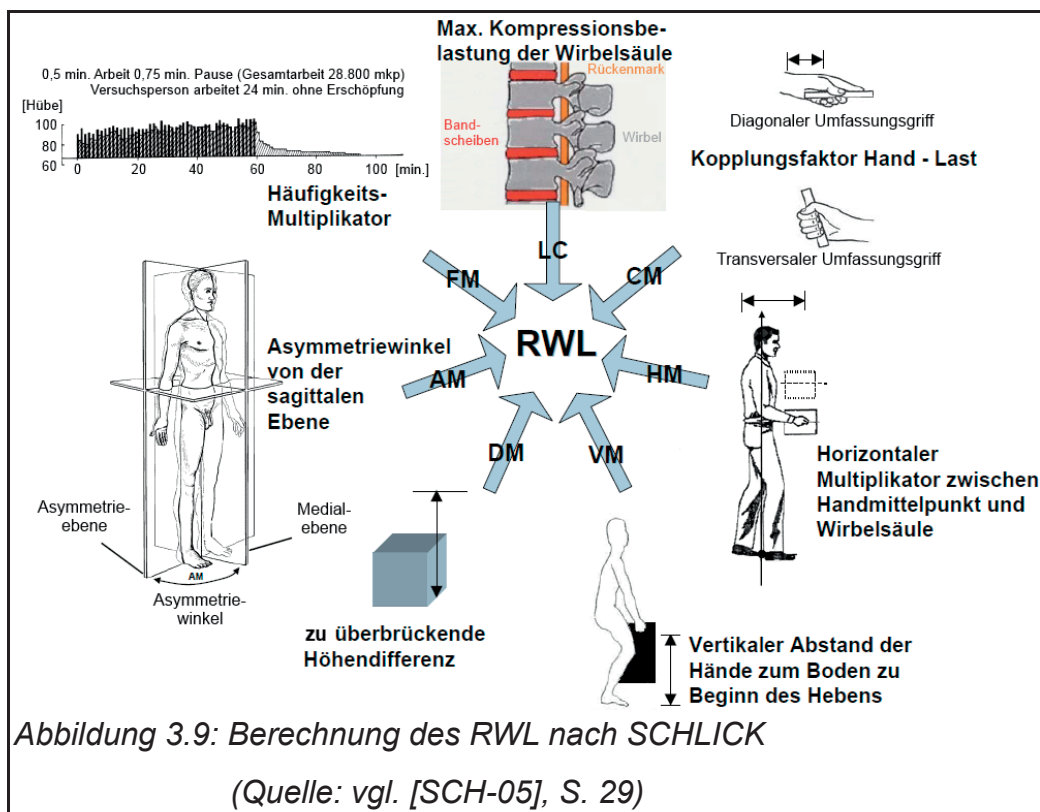 Max. Kompressionsbe-
lastung der Wirbelsäule
0,5 min. Arbeit 0,75 min. Pause (Gesamtarbeit 28.800 mkp)
Versuchsperson arbeitet 24 min. ohne Erschöpfung
[Hübe]
100
80
60
0
20
40
60
80
100
[min.]
Häufigkeits-
Multiplikator
Rückenmark
Band-
scheiben
Wirbel
Diagonaler Umfassungsgriff
Kopplungsfaktor Hand - Last
Transversaler Umfassungsgriff
LC
FM
CM
RWL
AM
HM
DM
VM
Asymmetriewinkel
von der
sagittalen
Ebene
Asymmetrie-
ebene
Medial-
ebene
AM
Asymmetrie-
winkel
Horizontaler
Multiplikator zwischen
Handmittelpunkt und
Wirbelsäule
zu überbrückende
Höhendifferenz
Vertikaler Abstand der
Hände zum Boden zu
Beginn des Hebens
Abbildung 3.9: Berechnung des RWL nach SCHLICK
(Quelle: vgl. [SCH-05], S. 29)